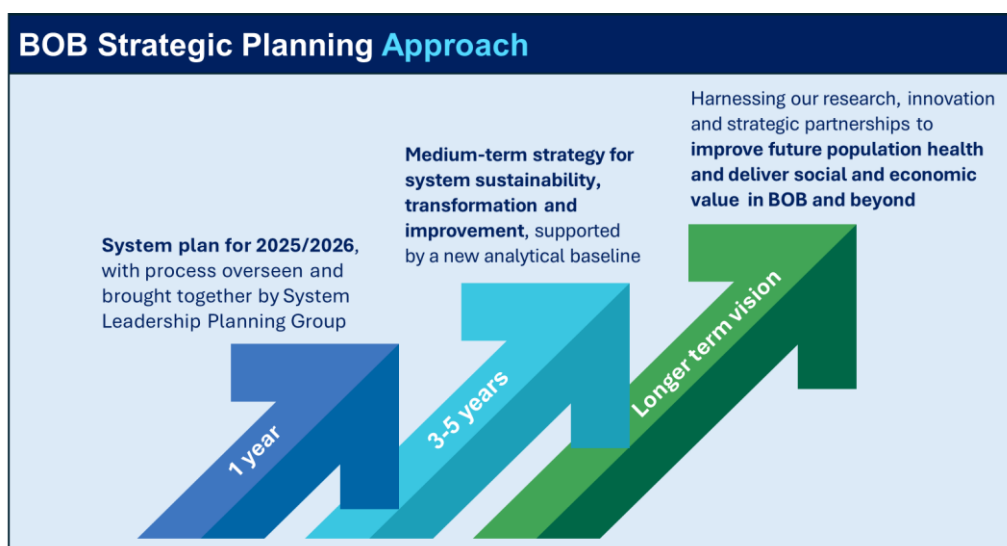 BOB Strategic Planning Approach
System plan for 2025/2026,
with process overseen and
brought together by System
Leadership Planning Group
1 year
Medium-term strategy for
system sustainability,
transformation and
improvement, supported
by a new analytical baseline
3-5 years
Harnessing our research, innovation
and strategic partnerships to
improve future population health
and deliver social and economic
value in BOB and beyond
Longer term vision